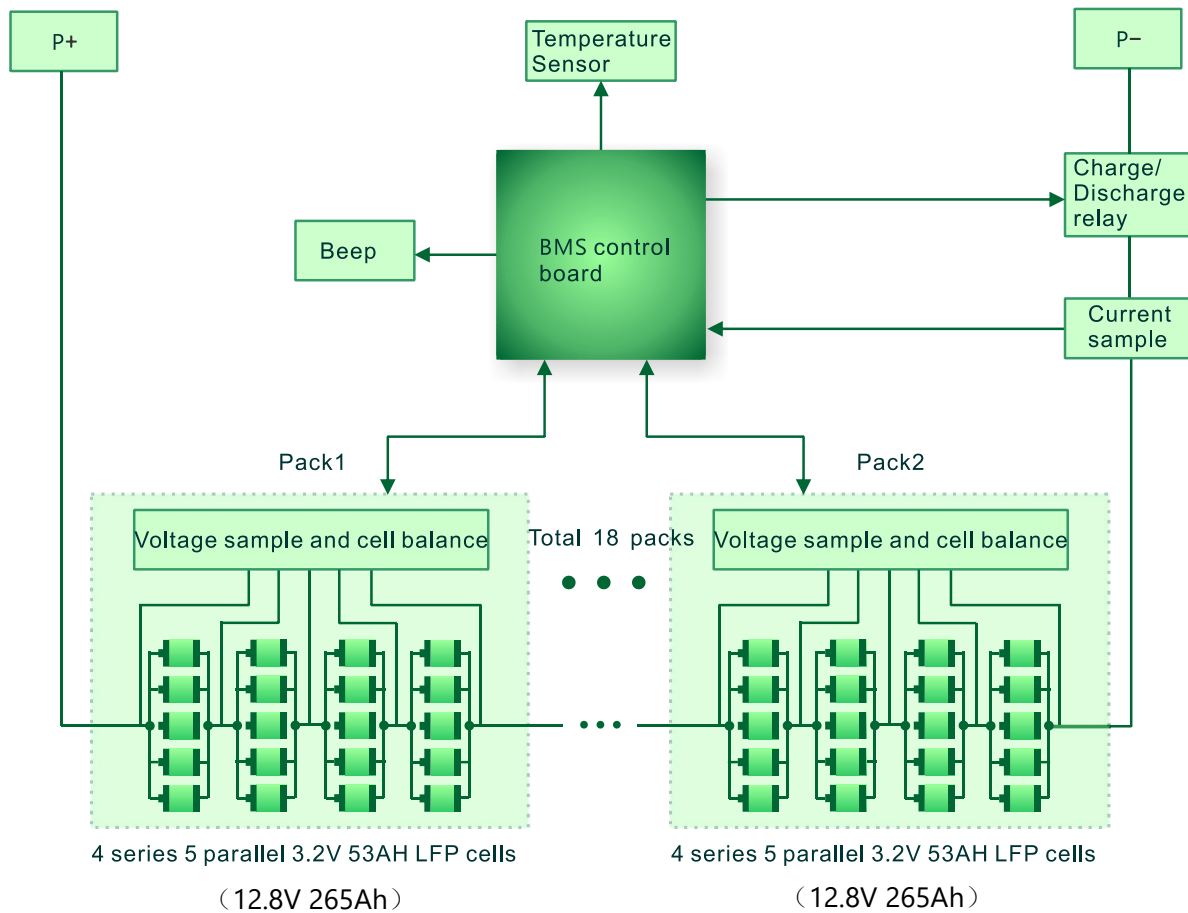 P+
Temperature
Sensor
P−
Charge/
Discharge
relay
Beep
BMS control
board
Current
sample
Pack1
Pack2
Voltage sample and cell balance
Total 18 packs
Voltage sample and cell balance
4 series 5 parallel 3.2V 53AH LFP cells
4 series 5 parallel 3.2V 53AH LFP cells
（12.8V 265Ah）
（12.8V 265Ah）